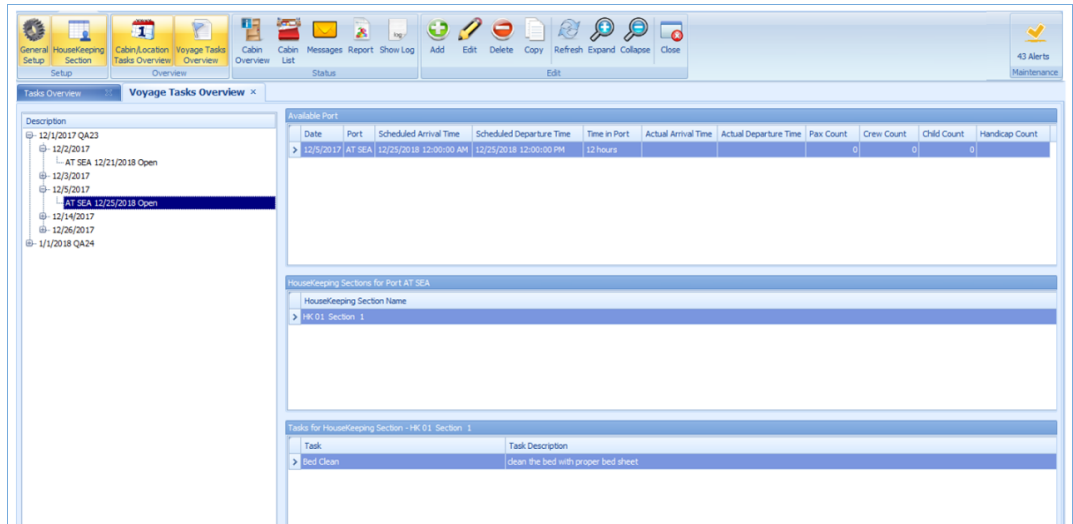 General Setup
HouseKeeping Section
Cabin/Location Tasks Overview
Voyage Tasks Overview
Cabin Overview
Cabin List
Messages
Report
log
Show Log
Add
Edit
Delete
Copy
Refresh
Expand
Collapse
Close
43 Alerts
Setup
Overview
Status
Edit
Maintenance
Tasks Overview
Voyage Tasks Overview ×
Description
12/1/2017 QA23
12/2/2017
AT SEA 12/21/2018 Open
12/3/2017
12/5/2017
AT SEA 12/25/2018 Open
12/14/2017
12/26/2017
1/1/2018 QA24
Available Port
Date Port Scheduled Arrival Time Scheduled Departure Time Time in Port Actual Arrival Time Actual Departure Time Pax Count Crew Count Child Count Handicap Count
12/5/2017 AT SEA 12/25/2018 12:00:00 AM 12/25/2018 12:00:00 PM 12 hours 0 0 0
HouseKeeping Sections for Port AT SEA
HouseKeeping Section Name
HK 01 Section 1
Tasks for HouseKeeping Section - HK 01 Section 1
Task Task Description
Bed Clean clean the bed with proper bed sheet